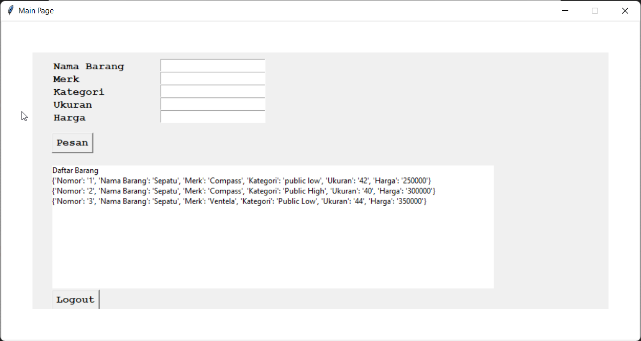 Main Page
Nama Barang
Merk
Kategori
Ukuran
Harga
Pesan
Daftar Barang
{'Nomor': '1', 'Nama Barang': 'Sepatu', 'Merk': 'Compass', 'Kategori': 'public low', 'Ukuran': '42', 'Harga': '250000'}
{'Nomor': '2', 'Nama Barang': 'Sepatu', 'Merk': 'Compass', 'Kategori': 'Public High', 'Ukuran': '40', 'Harga': '300000'}
{'Nomor': '3', 'Nama Barang': 'Sepatu', 'Merk': 'Ventela', 'Kategori': 'Public Low', 'Ukuran': '44', 'Harga': '350000'}
Logout